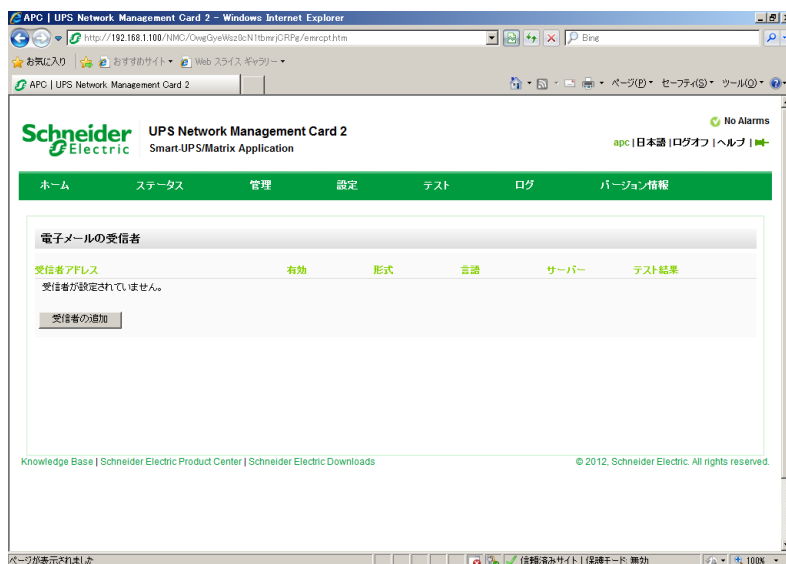 APC | UPS Network Management Card 2 - Windows Internet Explorer
http://192.168.1.100/NMC/OwgGyeWsz0cN1tbmrjCRPg/emrcpt.htm
Bing
お気に入り おすすめサイト Web スライス ギャラリー
APC | UPS Network Management Card 2
ページ(P) セーフティ(S) ツール(O)
No Alarms
Schneider Electric
UPS Network Management Card 2
Smart-UPS/Matrix Application
apc | 日本語 | ログオフ | ヘルプ |
ホーム ステータス 管理 設定 テスト ログ バージョン情報
電子メールの受信者
受信者アドレス 有効 形式 言語 サーバー テスト結果
受信者が設定されていません。
受信者の追加
Knowledge Base | Schneider Electric Product Center | Schneider Electric Downloads
© 2012, Schneider Electric. All rights reserved.
ページが表示されました
信頼済みサイト | 保護モード: 無効
100%